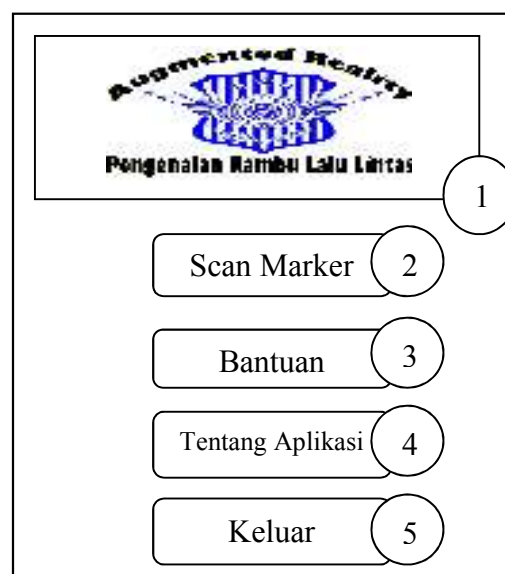 Augmented Reality
Pengenalan Rambu Lalu Lintas
1
Scan Marker 2
Bantuan 3
Tentang Aplikasi 4
Keluar 5